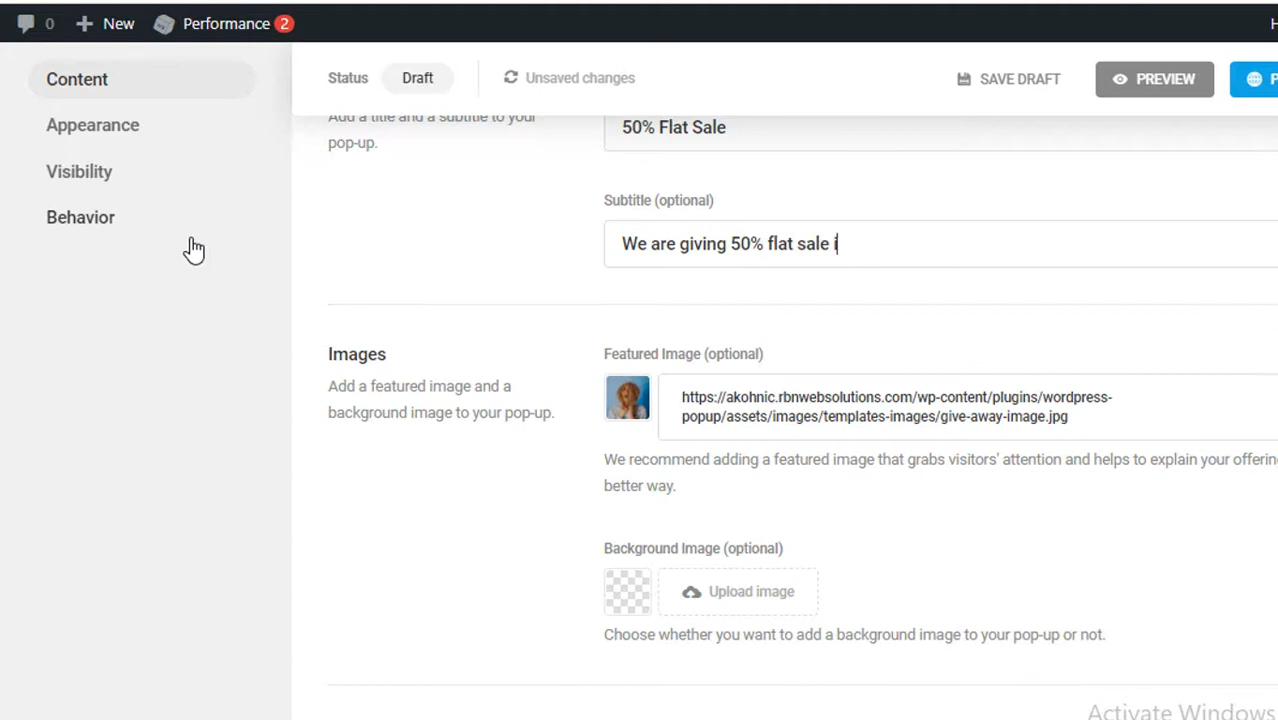 0 New Performance 2 H
Content
Appearance
Visibility
Behavior
Status Draft Unsaved changes SAVE DRAFT PREVIEW P
Add a title and a subtitle to your
pop-up.
50% Flat Sale
Subtitle (optional)
We are giving 50% flat sale i
Images
Add a featured image and a
background image to your pop-up.
Featured Image (optional)
https://akohnic.rbnwebsolutions.com/wp-content/plugins/wordpress-
popup/assets/images/templates-images/give-away-image.jpg
We recommend adding a featured image that grabs visitors' attention and helps to explain your offering
better way.
Background Image (optional)
Upload image
Choose whether you want to add a background image to your pop-up or not.
Activate Windows